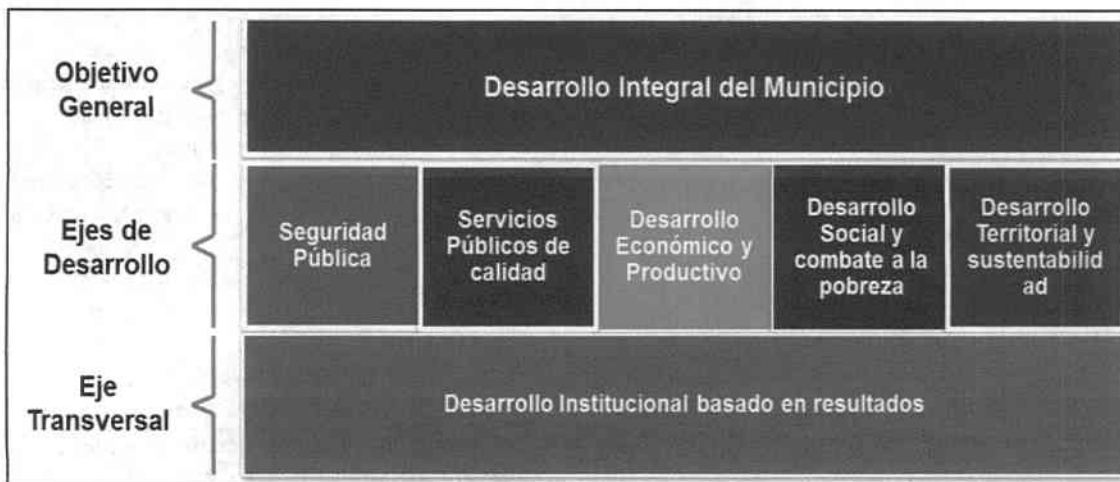 Objetivo
General
Desarrollo Integral del Municipio
Ejes de
Desarrollo
Seguridad
Pública
Servicios
Públicos de
calidad
Desarrollo
Económico y
Productivo
Desarrollo
Social y
combate a la
pobreza
Desarrollo
Territorial y
sustentabilid
ad
Eje
Transversal
Desarrollo Institucional basado en resultados